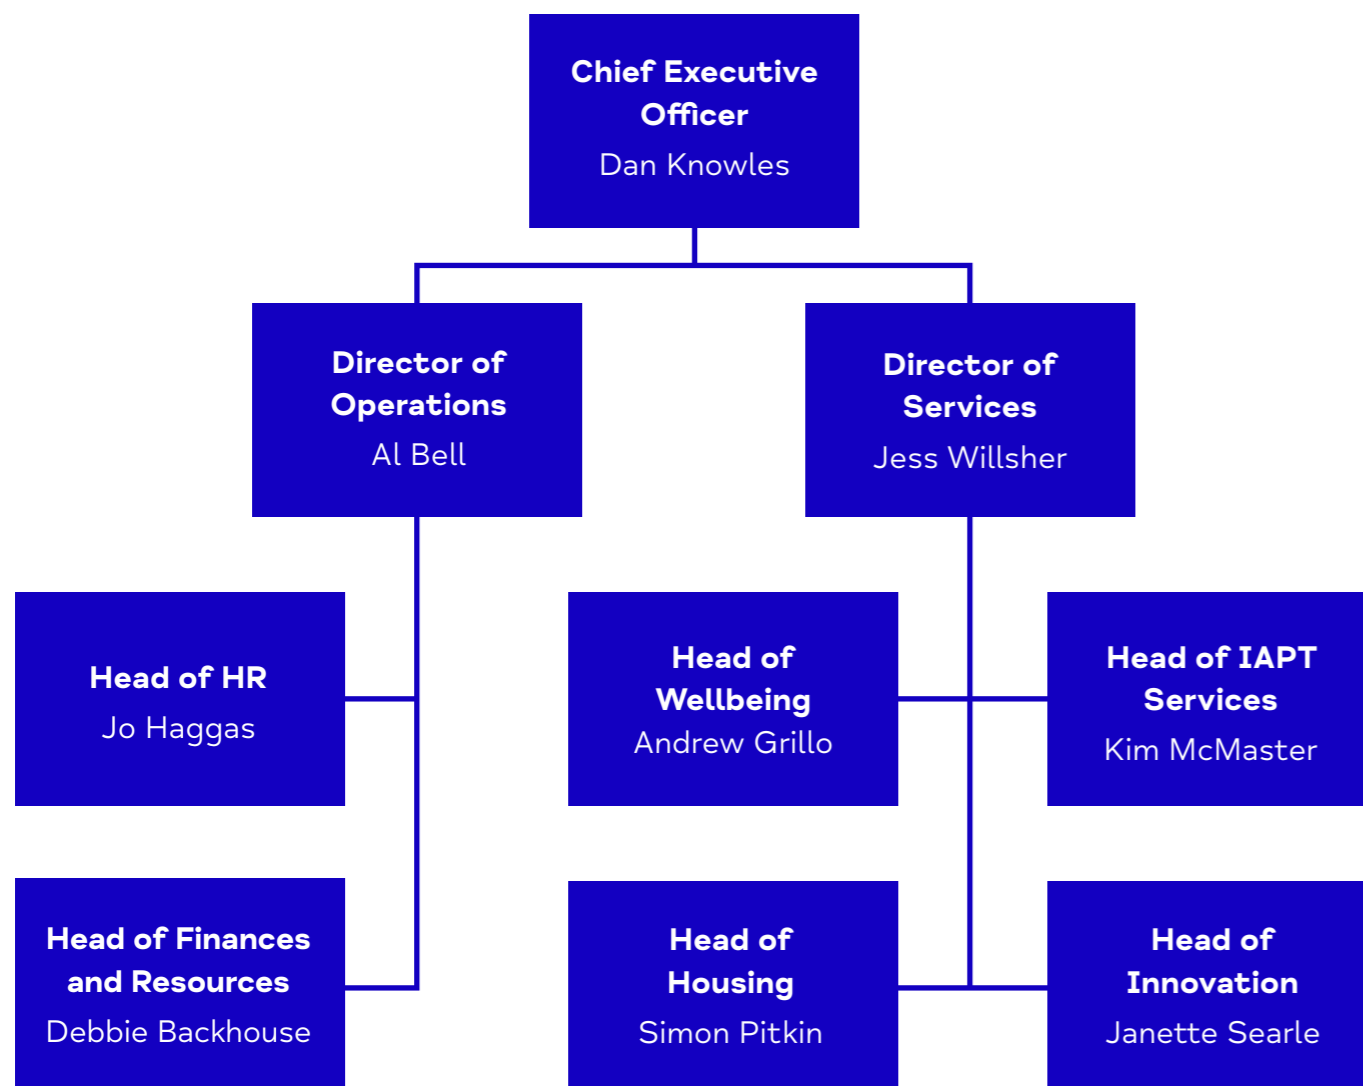 Chief Executive
Officer
Dan Knowles
Director of
Operations
Al Bell
Director of
Services
Jess Willsher
Head of HR
Jo Haggas
Head of
Wellbeing
Andrew Grillo
Head of IAPT
Services
Kim McMaster
Head of Finances
and Resources
Debbie Backhouse
Head of
Housing
Simon Pitkin
Head of
Innovation
Janette Searle